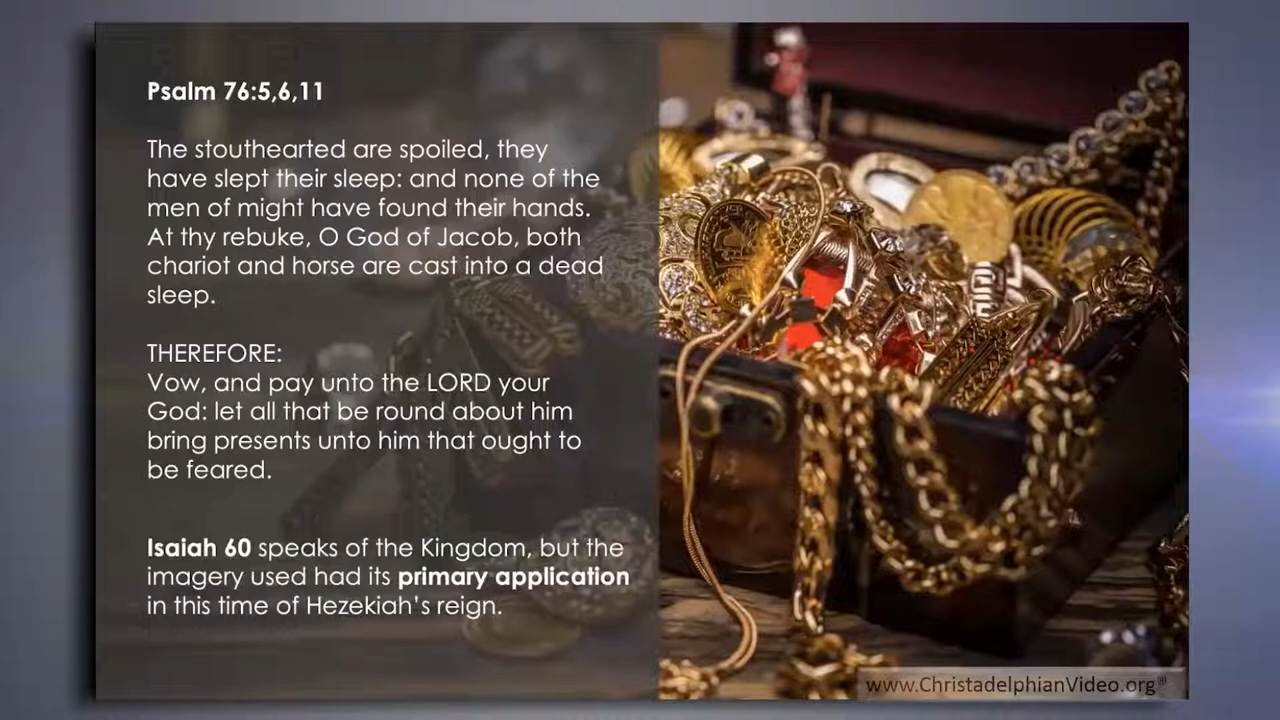 Psalm 76:5,6,11
The stouthearted are spoiled, they
have slept their sleep: and none of the
men of might have found their hands.
At thy rebuke, O God of Jacob, both
chariot and horse are cast into a dead
sleep.
THEREFORE:
Vow, and pay unto the LORD your
God: let all that be round about him
bring presents unto him that ought to
be feared.
Isaiah 60 speaks of the Kingdom, but the
imagery used had its primary application
in this time of Hezekiah's reign.
www.ChristadelphianVideo.org®